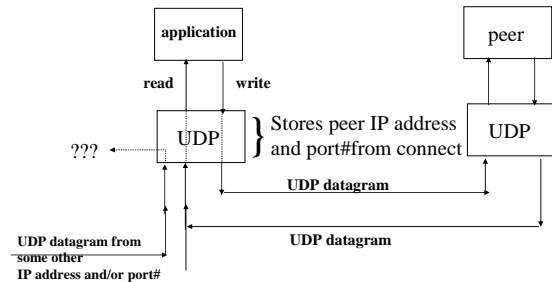 application
peer
read
write
UDP
} Stores peer IP address
and port#from connect
UDP
???
UDP datagram
UDP datagram from
some other
IP address and/or port#
UDP datagram